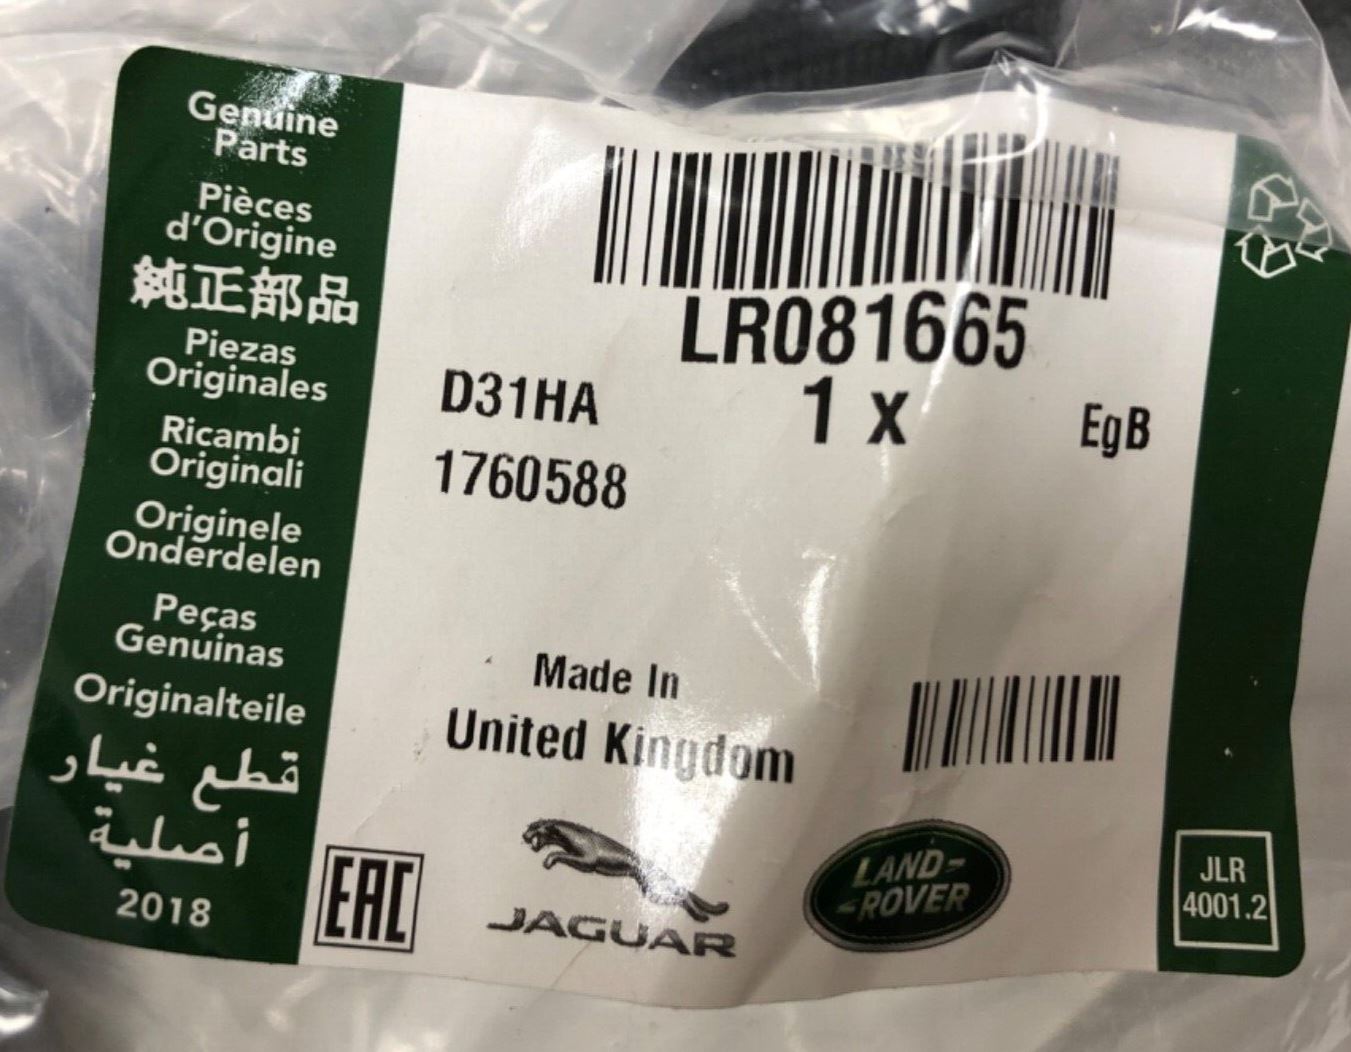 Genuine
Parts
Pièces
d'Origine
純正部品
Piezas
Originales
Ricambi
Originali
Originele
Onderdelen
Peças
Genuinas
Originalteile
قطع غيار
أصلية
2018
LR081665
D31HA
1 x
EgB
1760588
Made In
United Kingdom
EAC
JAGUAR
LAND-
-ROVER
JLR
4001.2